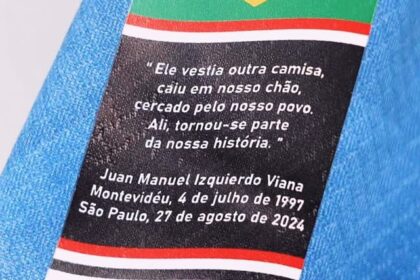 " Ele vestia outra camisa,
caiu em nosso chão,
cercado pelo nosso povo.
Ali, tornou-se parte
da nossa história. "
Juan Manuel Izquierdo Viana
Montevidéu, 4 de julho de 1997
São Paulo, 27 de agosto de 2024